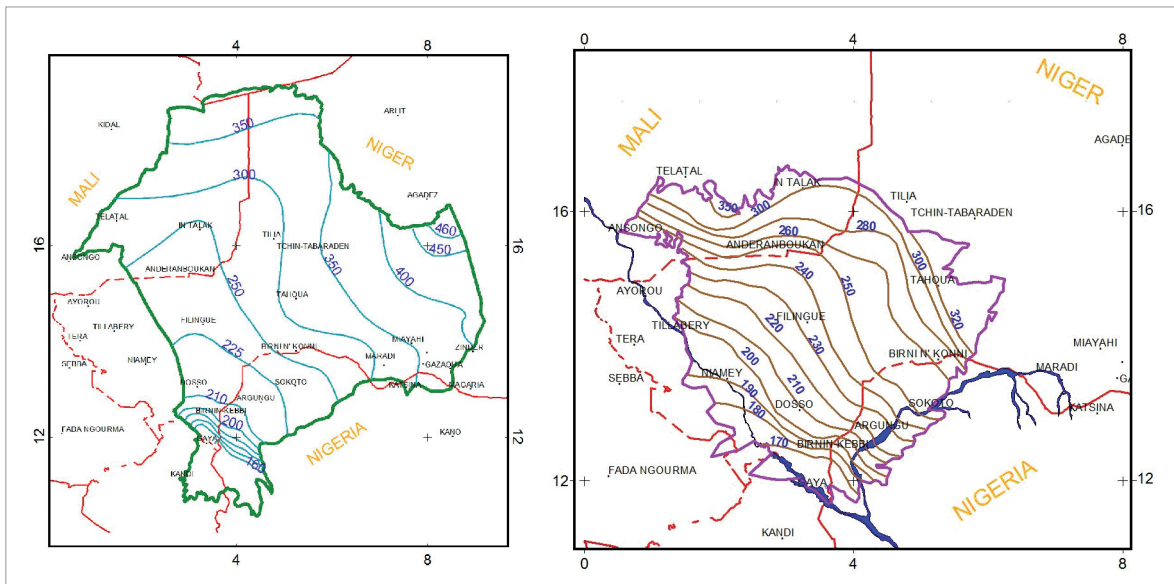 4
8
KIDAL
350
ARLIT
NIGER
MALI
300
AGADEZ
TELATAL
IN TALAK
TILIA
TCHIN-TABARADEN
460
450
16
16
ANSONGO
ANDERANBOUKAN
250
350
400
AYOROU
TAHOUA
TILLABERY
FILINGUE
TERA
225
BIRNI N' KONNI
MIAYAHI
ZINDER
SEBBA
NIAMEY
MARADI
GAZAOUA
DOSSO
SOKOTO
KATSINA
MAGARIA
210
ARGUNGU
BIRNIN KEBBI
200
FADA NGOURMA
12
GAYA
NIGERIA
KANO
12
160
KANDI
4
8
0
4
8
NIGER
MALI
AGADE
TELATAL
IN TALAK
TILIA
350
300
TCHIN-TABARADEN
16
16
ANSONGO
260
280
ANDERANBOUKAN
300
240
250
TAHOUA
AYOROU
220
FILINGUE
320
TILLABERY
230
TERA
200
BIRNI N' KONNI
MIAYAHI
SEBBA
NIAMEY
MARADI
GA
190
210
180
DOSSO
SOKOTO
KATSINA
ARGUNGU
170
BIRNIN KEBBI
FADA NGOURMA
12
GAYA
NIGERIA
12
KANDI
0
4
8